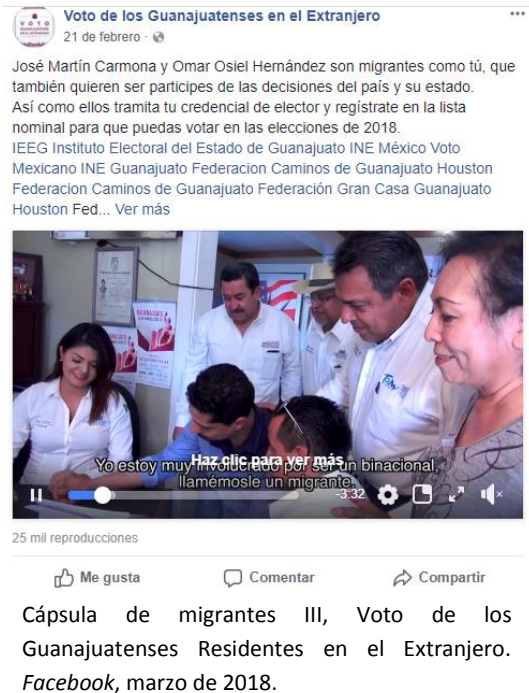 VOTO
Voto de los Guanajuatenses en el Extranjero
21 de febrero ·
José Martín Carmona y Omar Osiel Hernández son migrantes como tú, que
también quieren ser participes de las decisiones del país y su estado.
Así como ellos tramita tu credencial de elector y regístrate en la lista
nominal para que puedas votar en las elecciones de 2018.
IEEG Instituto Electoral del Estado de Guanajuato INE México Voto
Mexicano INE Guanajuato Federacion Caminos de Guanajuato Houston
Federacion Caminos de Guanajuato Federación Gran Casa Guanajuato
Houston Fed... Ver más
Haz clic para ver más
Yo estoy muy involucrado por ser un binacional,
llamémosle un migrante,
-3:32
25 mil reproducciones
Me gusta
Comentar
Compartir
Cápsula de migrantes III, Voto de los
Guanajuatenses Residentes en el Extranjero.
Facebook, marzo de 2018.